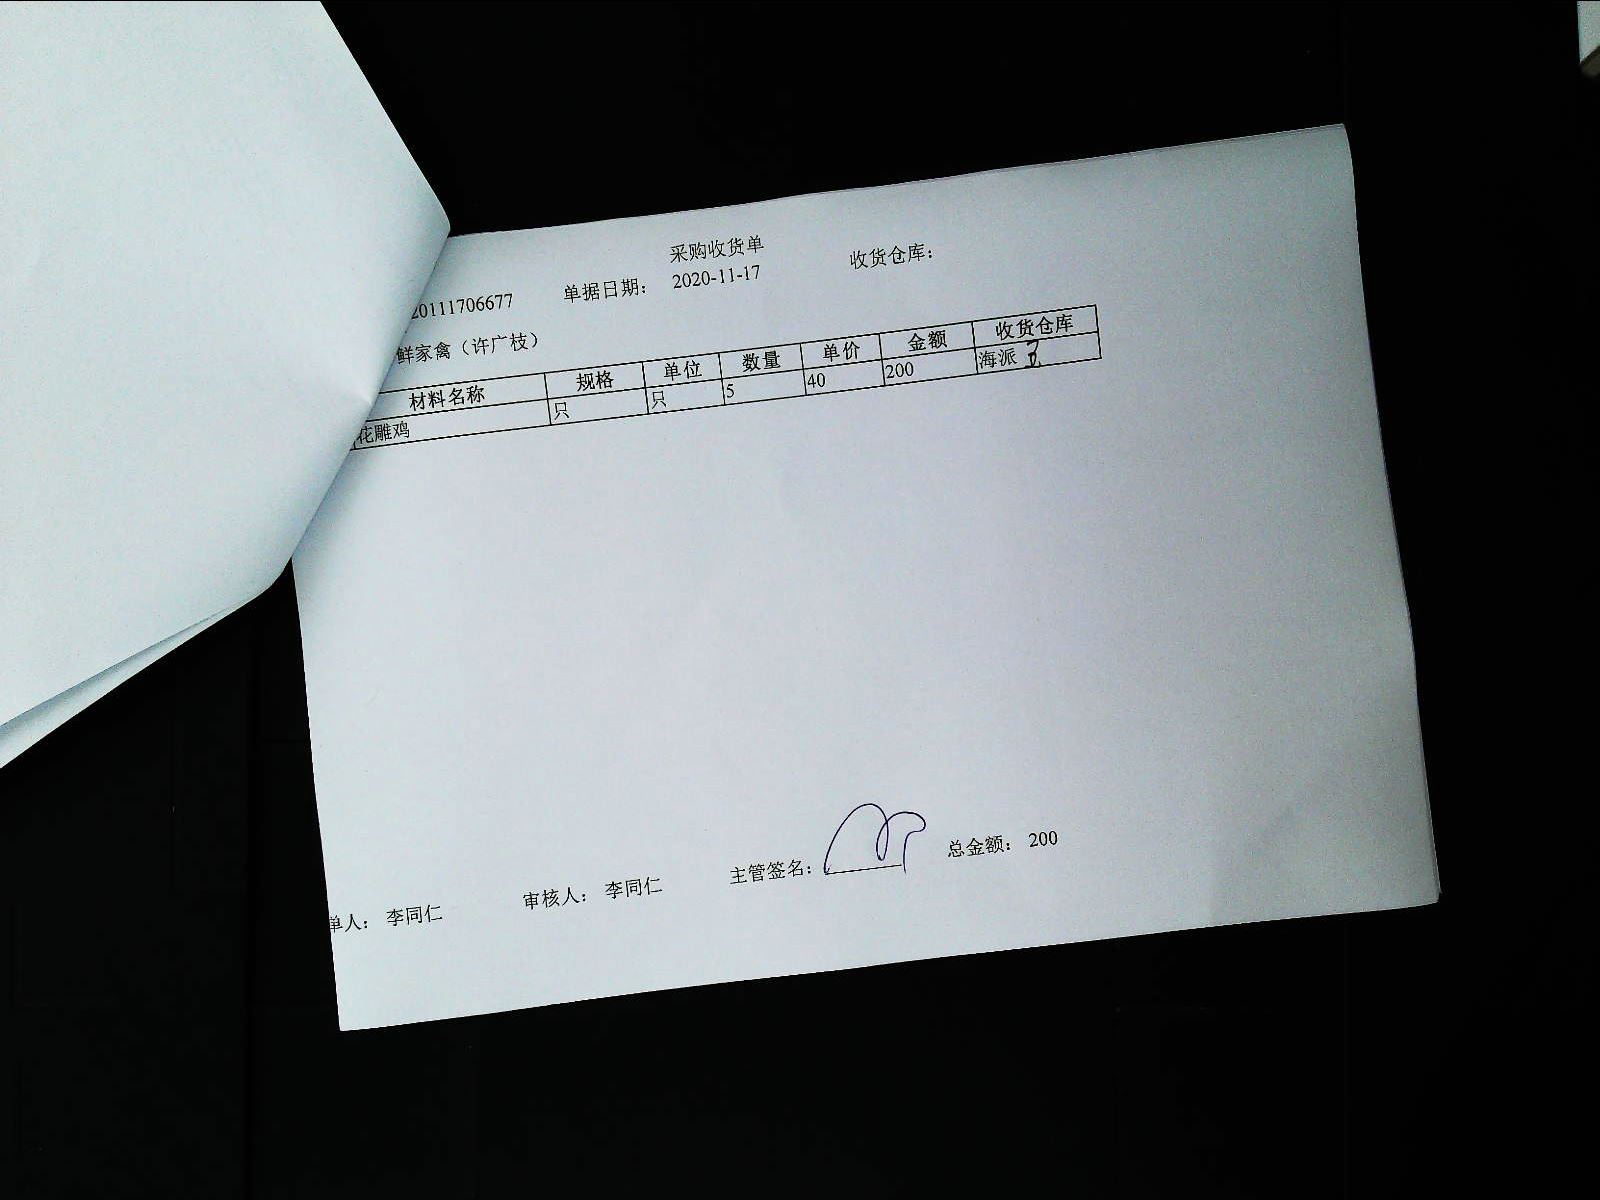 采购收货单
20111706677 单据日期： 2020-11-17 收货仓库：
鲜家禽（许广枝）
材料名称 规格 单位 数量 单价 金额 收货仓库
花雕鸡 只 只 5 40 200 海派
单人： 李同仁 审核人： 李同仁 主管签名： 总金额： 200